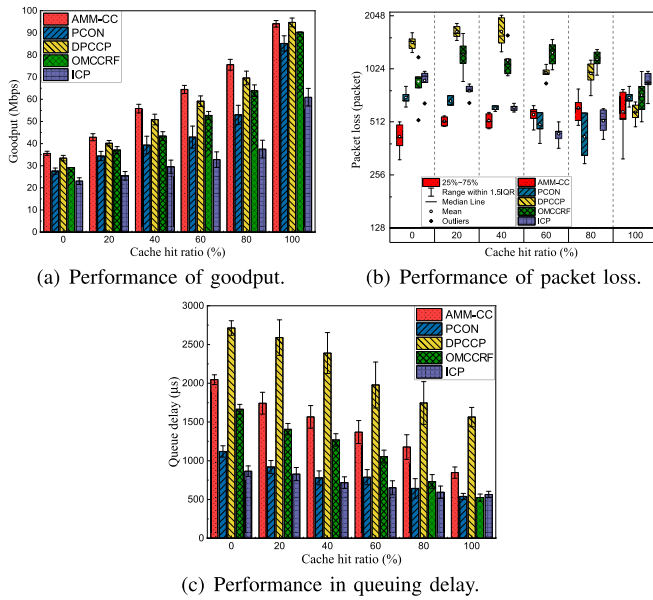 100
90
80
70
60
50
40
30
20
10
0
Goodput (Mbps)
AMM-CC
PCON
DPCCP
OMCCRF
ICP
0 20 40 60 80 100
Cache hit ratio (%)
(a) Performance of goodput.
2048
1024
512
256
128
Packet loss (packet)
25%~75%
Range within 1.5IQR
Median Line
Mean
Outliers
AMM-CC
PCON
DPCCP
OMCCRF
ICP
0 20 40 60 80 100
Cache hit ratio (%)
(b) Performance of packet loss.
3000
2500
2000
1500
1000
500
0
Queue delay (μs)
AMM-CC
PCON
DPCCP
OMCCRF
ICP
0 20 40 60 80 100
Cache hit ratio (%)
(c) Performance in queuing delay.